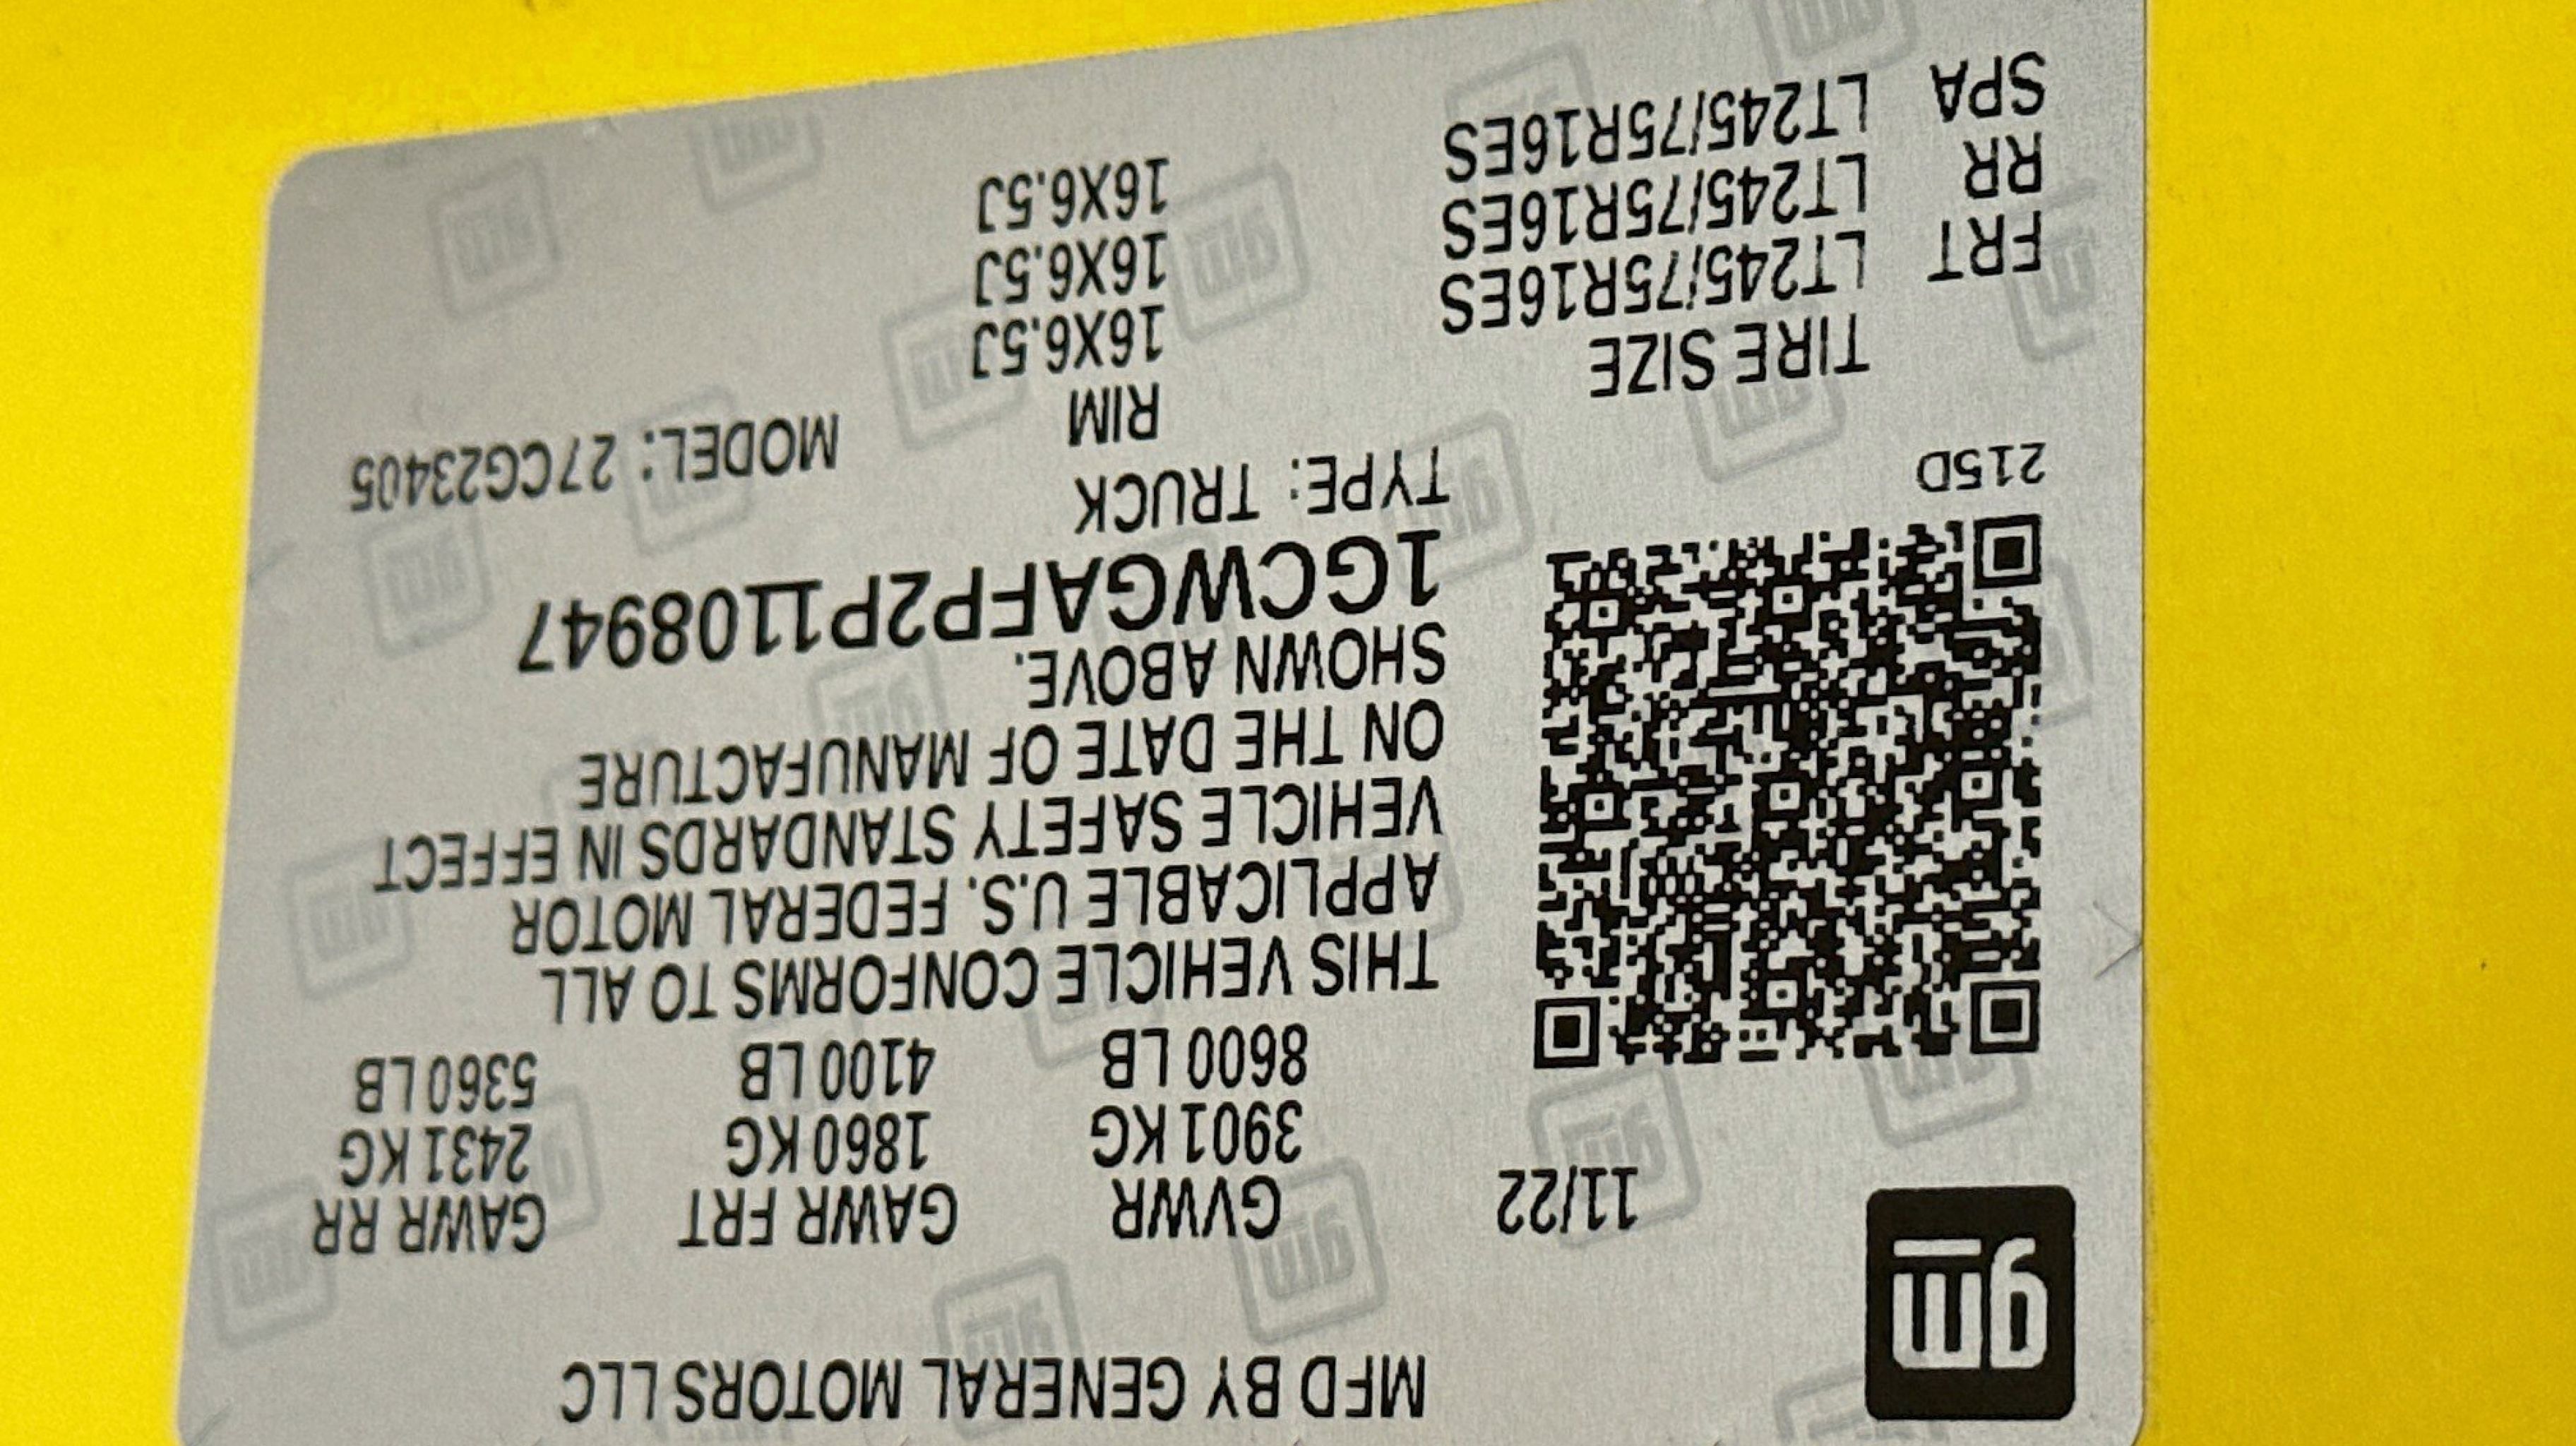 gm
MFD BY GENERAL MOTORS LLC
11/22 GVWR GAWR FRT GAWR RR
3901 KG 1860 KG 2431 KG
8600 LB 4100 LB 5360 LB
THIS VEHICLE CONFORMS TO ALL
APPLICABLE U.S. FEDERAL MOTOR
VEHICLE SAFETY STANDARDS IN EFFECT
ON THE DATE OF MANUFACTURE
SHOWN ABOVE.
1GCWGAFP2P1108947
215D
TYPE: TRUCK MODEL: 27CG23405
TIRE SIZE RIM
FRT LT245/75R16ES 16X6.5J
RR LT245/75R16ES 16X6.5J
SPA LT245/75R16ES 16X6.5J